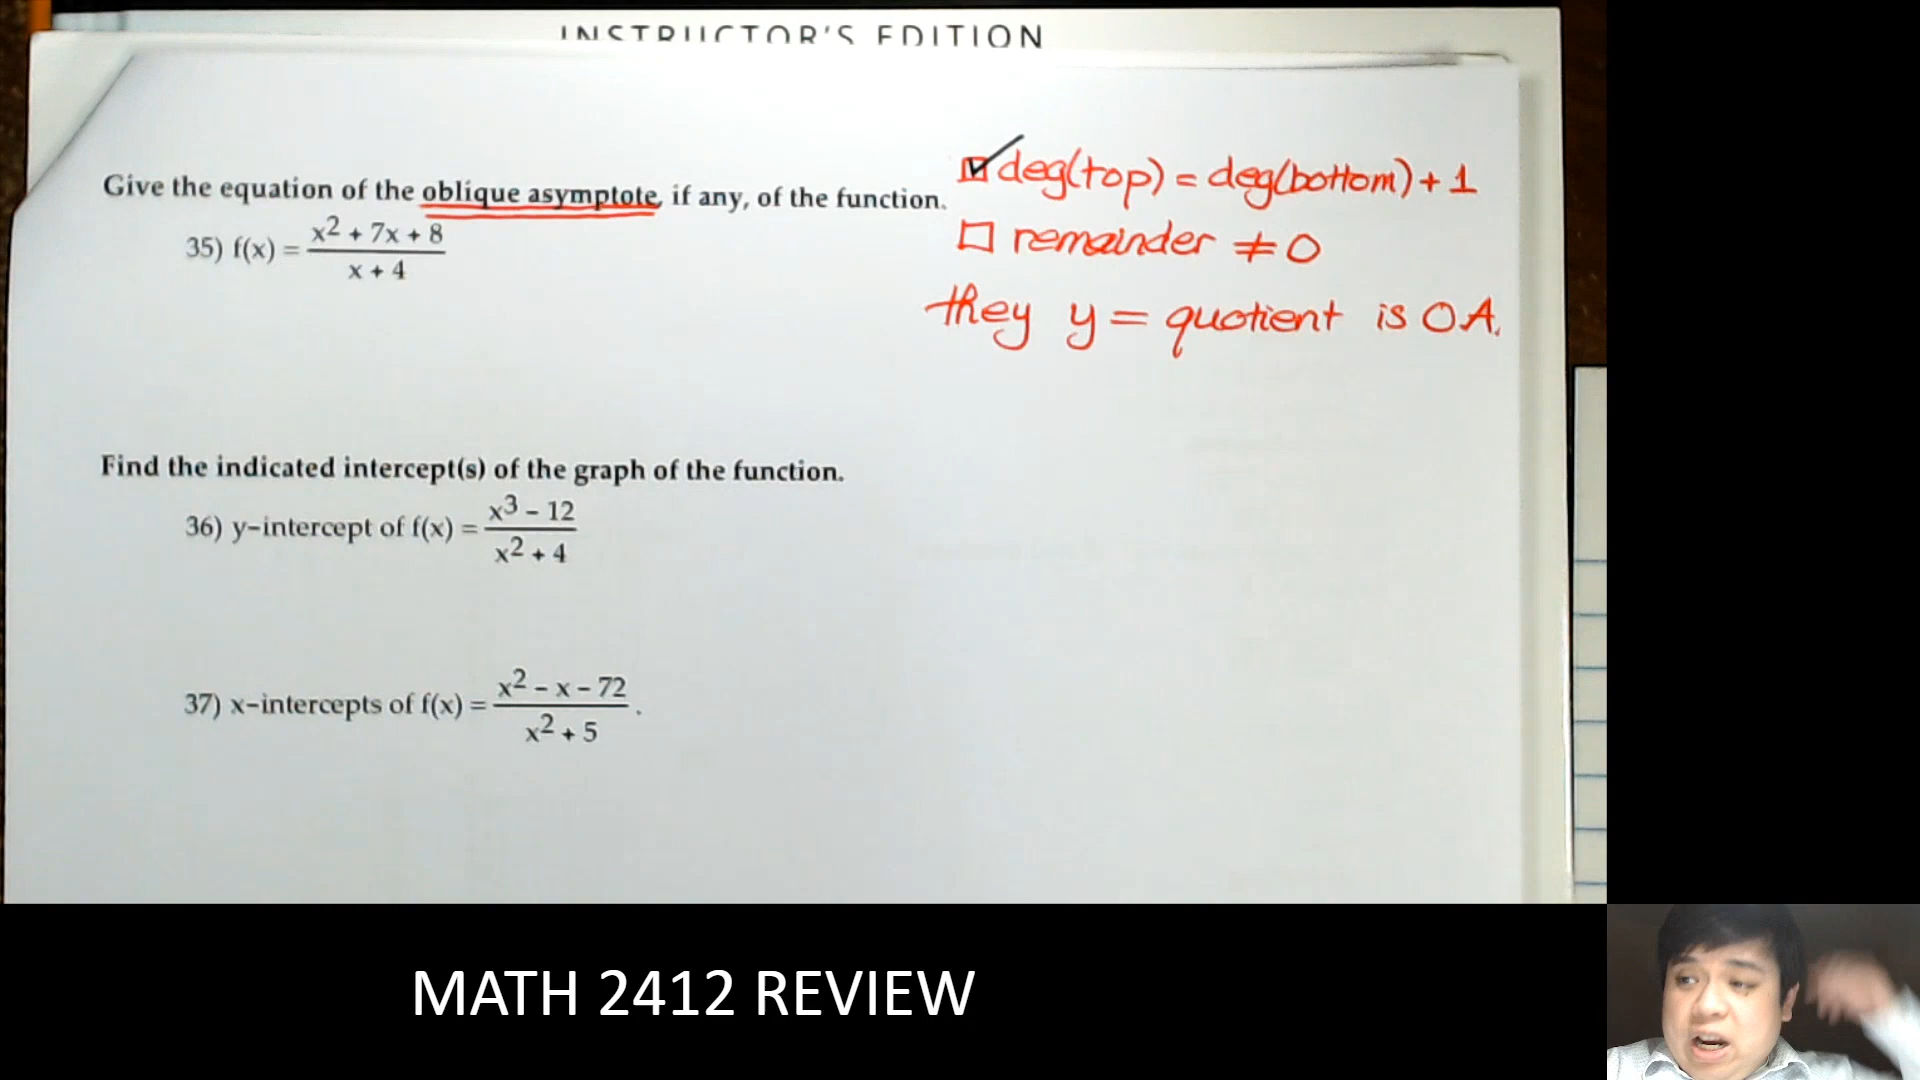 INSTRUCTOR'S EDITION
Give the equation of the oblique asymptote, if any, of the function.
35) f(x) = x² + 7x + 8 / x + 4
☑ deg(top) = deg(bottom) + 1
☐ remainder ≠ 0
they y = quotient is OA.
Find the indicated intercept(s) of the graph of the function.
36) y-intercept of f(x) = x³ - 12 / x² + 4
37) x-intercepts of f(x) = x² - x - 72 / x² + 5 .
MATH 2412 REVIEW